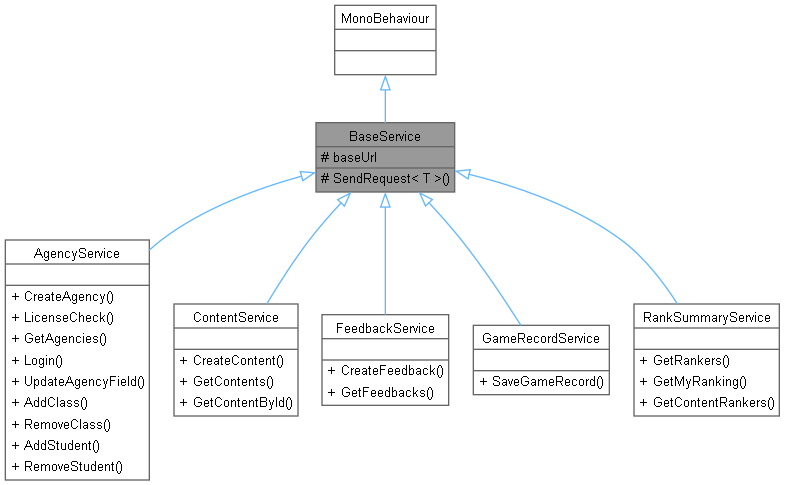 MonoBehaviour
BaseService
# baseUrl
# SendRequest< T >()
AgencyService
+ CreateAgency()
+ LicenseCheck()
+ GetAgencies()
+ Login()
+ UpdateAgencyField()
+ AddClass()
+ RemoveClass()
+ AddStudent()
+ RemoveStudent()
ContentService
+ CreateContent()
+ GetContents()
+ GetContentById()
FeedbackService
+ CreateFeedback()
+ GetFeedbacks()
GameRecordService
+ SaveGameRecord()
RankSummaryService
+ GetRankers()
+ GetMyRanking()
+ GetContentRankers()